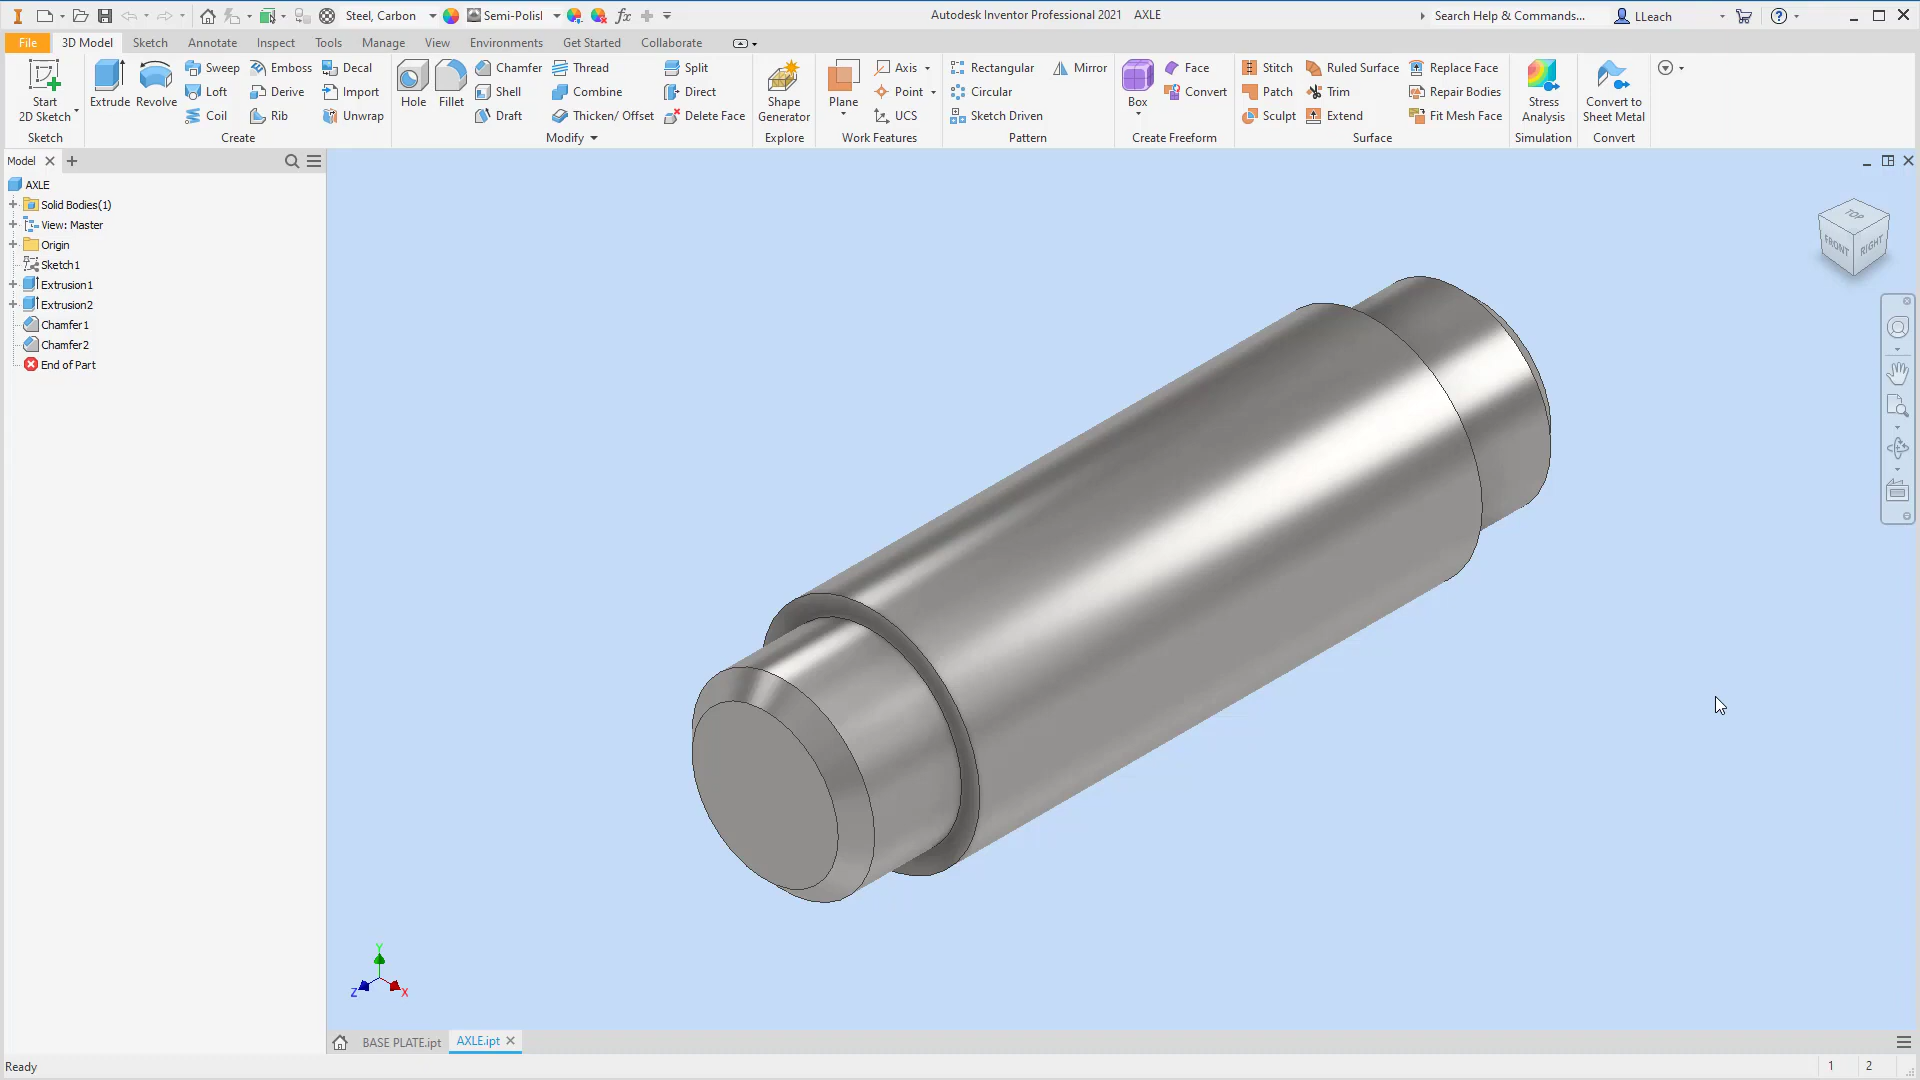 Steel, Carbon
Semi-Polisl
fx
Autodesk Inventor Professional 2021 AXLE
Search Help & Commands...
LLeach
File 3D Model Sketch Annotate Inspect Tools Manage View Environments Get Started Collaborate
Start
2D Sketch
Sketch
Extrude
Revolve
Sweep
Loft
Coil
Emboss
Derive
Rib
Decal
Import
Unwrap
Create
Hole
Fillet
Chamfer
Shell
Draft
Thread
Combine
Thicken/ Offset
Split
Direct
Delete Face
Modify
Shape
Generator
Explore
Plane
Axis
Point
UCS
Work Features
Rectangular
Circular
Sketch Driven
Mirror
Pattern
Box
Face
Convert
Create Freeform
Stitch
Patch
Sculpt
Ruled Surface
Trim
Extend
Replace Face
Repair Bodies
Fit Mesh Face
Surface
Stress
Analysis
Simulation
Convert to
Sheet Metal
Convert
Model
AXLE
Solid Bodies(1)
View: Master
Origin
Sketch1
Extrusion1
Extrusion2
Chamfer1
Chamfer2
End of Part
TOP
FRONT
RIGHT
Y
Z
X
BASE PLATE.ipt
AXLE.ipt
Ready
1
2